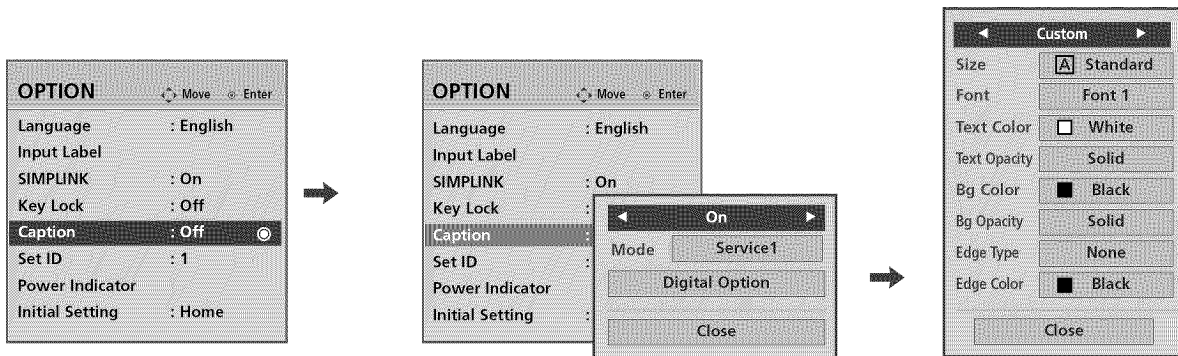 OPTION Move Enter
Language : English
Input Label
SIMPLINK : On
Key Lock : Off
Caption : Off
Set ID : 1
Power Indicator
Initial Setting : Home
OPTION Move Enter
Language : English
Input Label
SIMPLINK : On
Key Lock :
Caption :
Set ID :
Power Indicator
Initial Setting :
On
Mode Service1
Digital Option
Close
Custom
Size A Standard
Font Font 1
Text Color White
Text Opacity Solid
Bg Color Black
Bg Opacity Solid
Edge Type None
Edge Color Black
Close